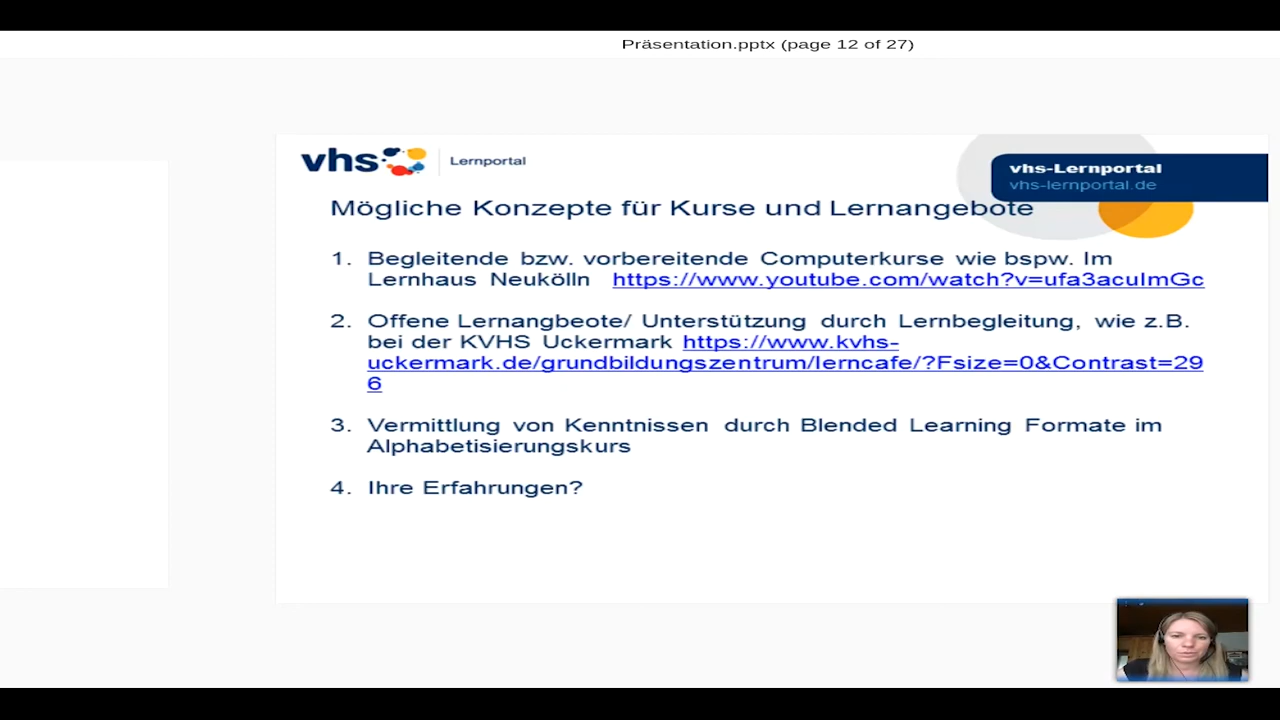 Präsentation.pptx (page 12 of 27)
vhs Lernportal
vhs-Lernportal
vhs-lernportal.de
Mögliche Konzepte für Kurse und Lernangebote
1. Begleitende bzw. vorbereitende Computerkurse wie bspw. Im
Lernhaus Neukölln https://www.youtube.com/watch?v=ufa3acuImGc
2. Offene Lernangbeote/ Unterstützung durch Lernbegleitung, wie z.B.
bei der KVHS Uckermark https://www.kvhs-
uckermark.de/grundbildungszentrum/lerncafe/?Fsize=0&Contrast=29
6
3. Vermittlung von Kenntnissen durch Blended Learning Formate im
Alphabetisierungskurs
4. Ihre Erfahrungen?